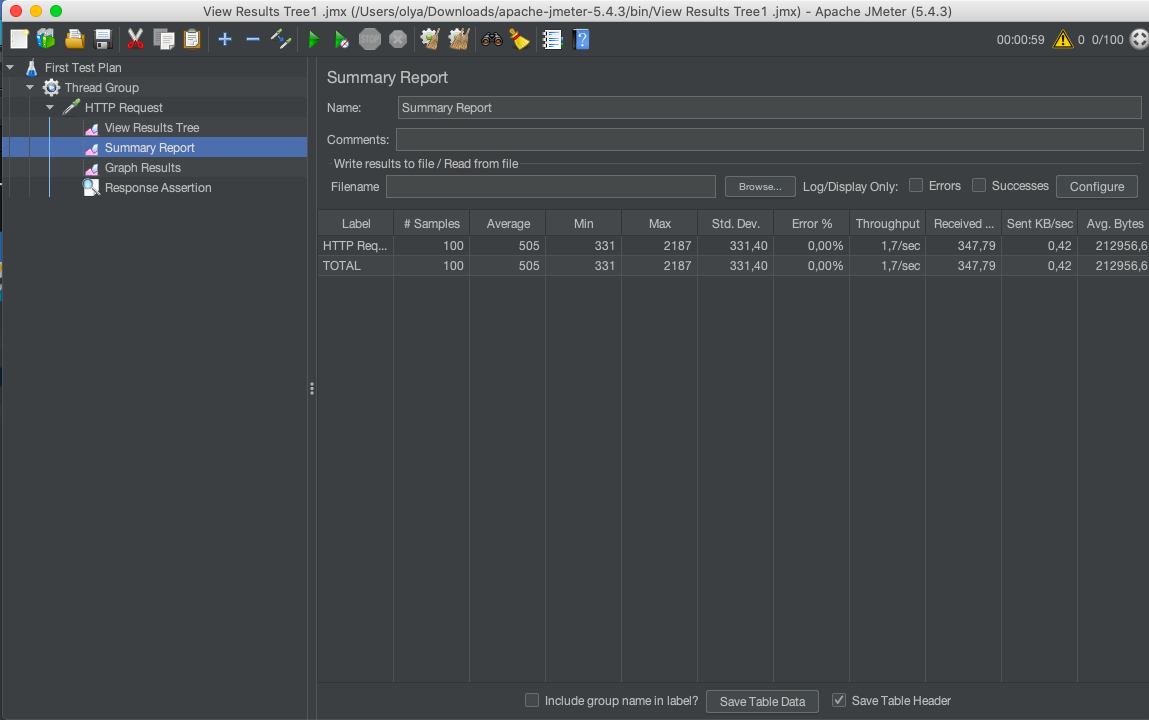 View Results Tree1 .jmx (/Users/olya/Downloads/apache-jmeter-5.4.3/bin/View Results Tree1 .jmx) - Apache JMeter (5.4.3)
STOP 00:00:59 0 0/100
First Test Plan
Thread Group
HTTP Request
View Results Tree
Summary Report
Graph Results
Response Assertion
Summary Report
Name: Summary Report
Comments:
Write results to file / Read from file
Filename Browse... Log/Display Only: Errors Successes Configure
Label # Samples Average Min Max Std. Dev. Error % Throughput Received ... Sent KB/sec Avg. Bytes
HTTP Req... 100 505 331 2187 331,40 0,00% 1,7/sec 347,79 0,42 212956,6
TOTAL 100 505 331 2187 331,40 0,00% 1,7/sec 347,79 0,42 212956,6
Include group name in label? Save Table Data Save Table Header